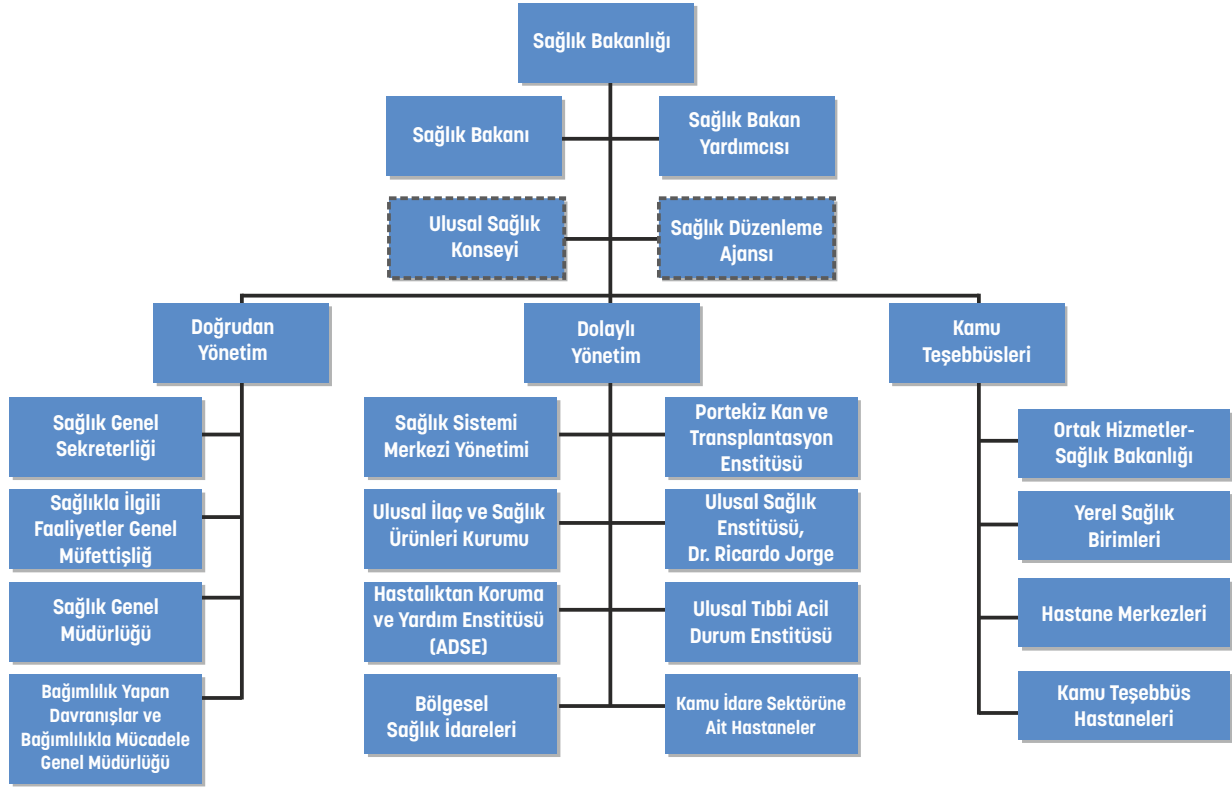 Sağlık Bakanlığı
Sağlık Bakanı
Sağlık Bakan
Yardımcısı
Ulusal Sağlık
Konseyi
Sağlık Düzenleme
Ajansı
Doğrudan
Yönetim
Dolaylı
Yönetim
Kamu
Teşebbüsleri
Sağlık Genel
Sekreterliği
Sağlıkla İlgili
Faaliyetler Genel
Müfettişliğ
Sağlık Genel
Müdürlüğü
Bağımlılık Yapan
Davranışlar ve
Bağımlılıkla Mücadele
Genel Müdürlüğü
Sağlık Sistemi
Merkezi Yönetimi
Portekiz Kan ve
Transplantasyon
Enstitüsü
Ulusal İlaç ve Sağlık
Ürünleri Kurumu
Ulusal Sağlık
Enstitüsü,
Dr. Ricardo Jorge
Hastalıktan Koruma
ve Yardım Enstitüsü
(ADSE)
Ulusal Tıbbi Acil
Durum Enstitüsü
Bölgesel
Sağlık İdareleri
Kamu İdare Sektörüne
Ait Hastaneler
Ortak Hizmetler-
Sağlık Bakanlığı
Yerel Sağlık
Birimleri
Hastane Merkezleri
Kamu Teşebbüs
Hastaneleri